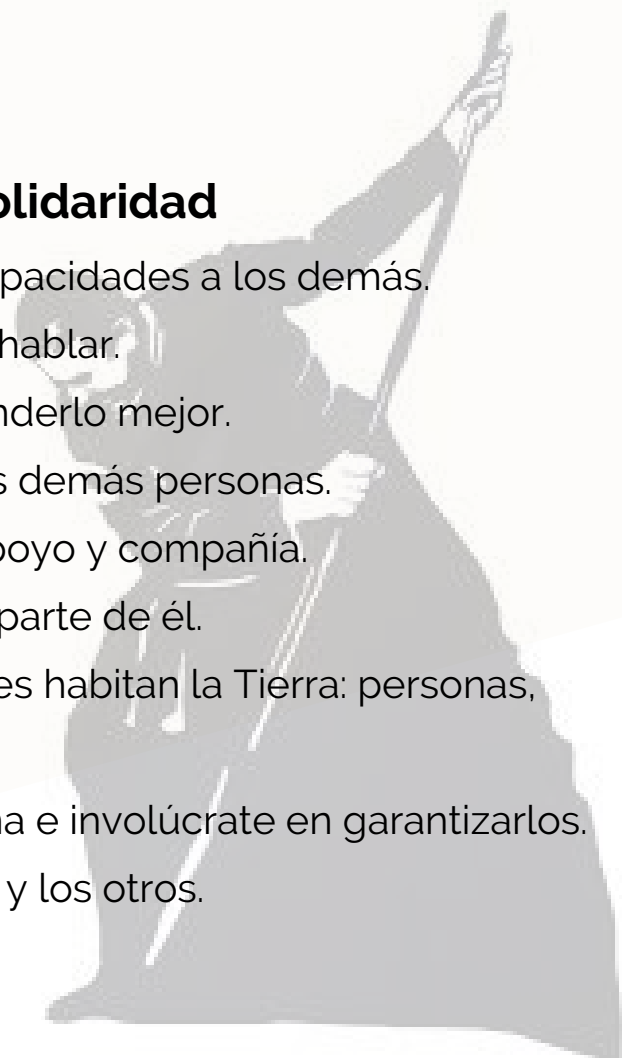 olidaridad
pacidades a los demás.
hablar.
nderlo mejor.
s demás personas.
poyo y compañía.
parte de él.
es habitan la Tierra: personas,
na e involúcrate en garantizarlos.
y los otros.